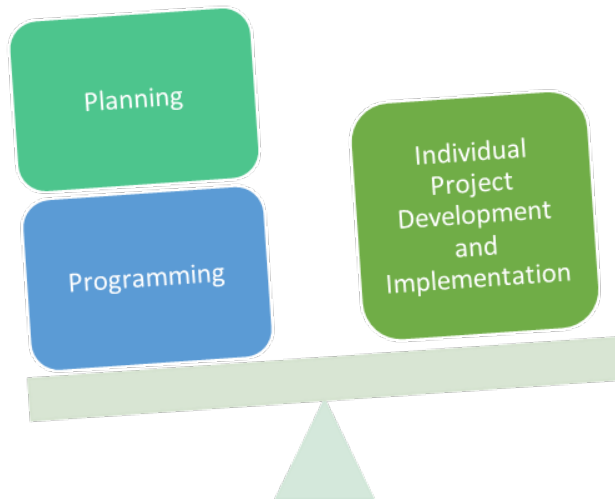 Planning
Programming
Individual
Project
Development
and
Implementation